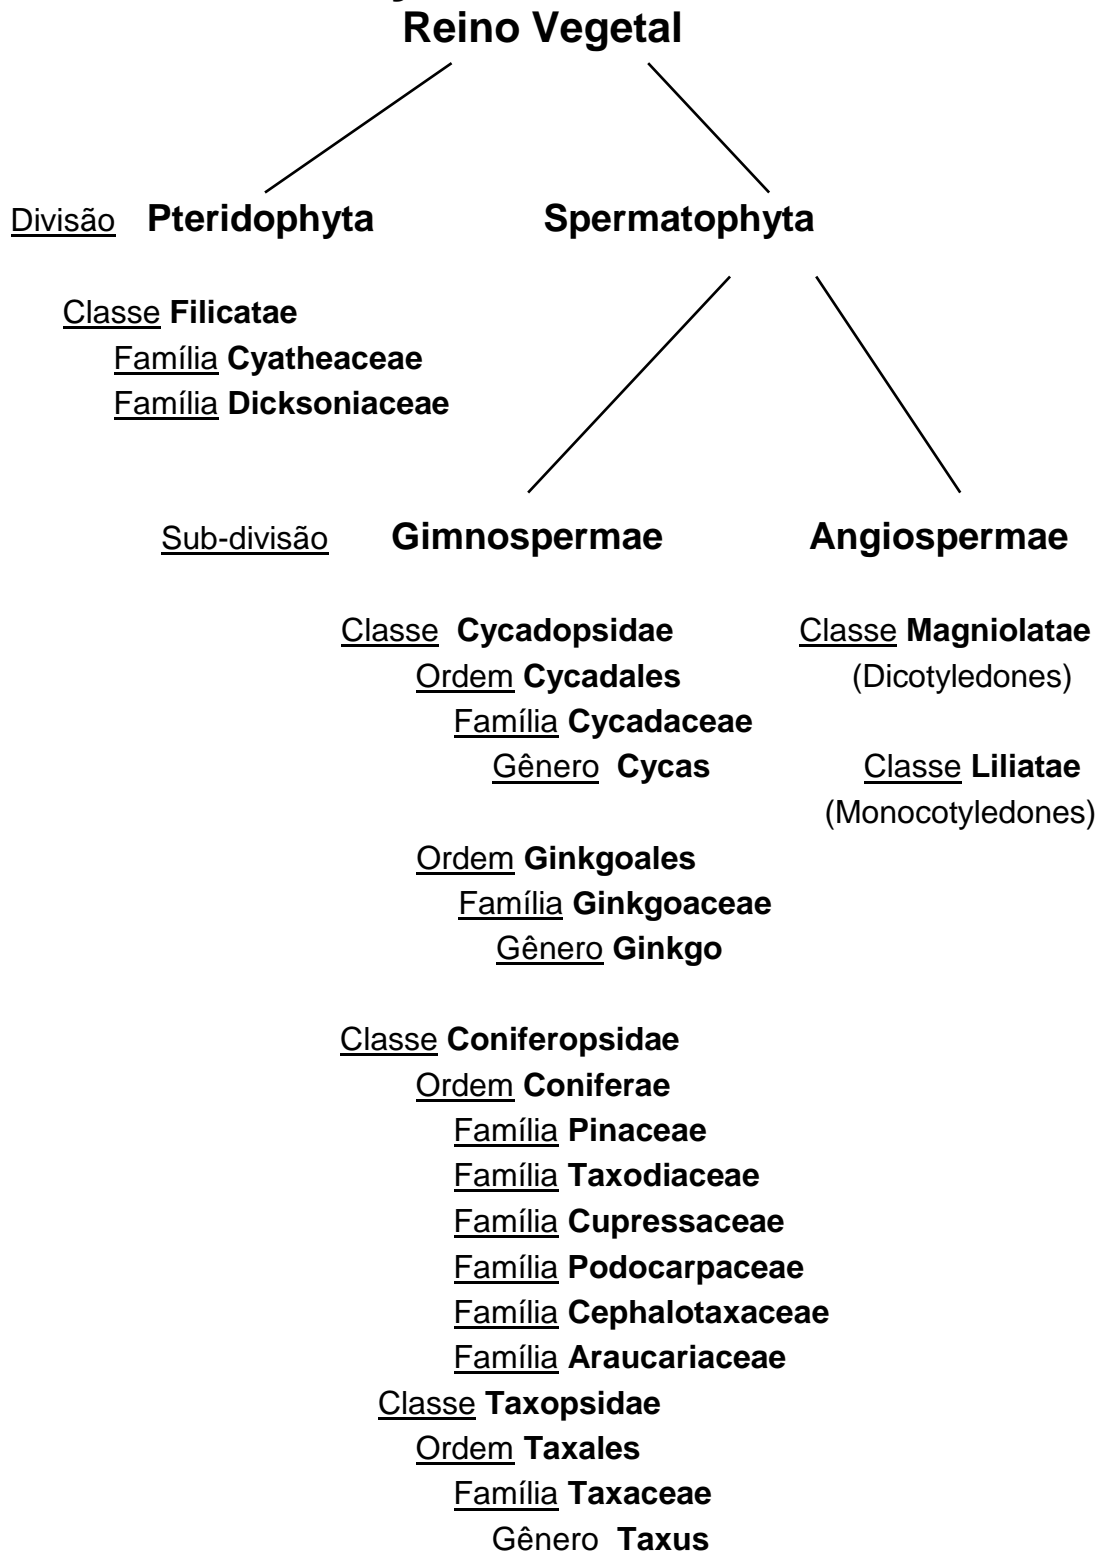 Reino Vegetal
Divisão Pteridophyta Spermatophyta
Classe Filicatae
Família Cyatheaceae
Família Dicksoniaceae
Sub-divisão Gimnospermae Angiospermae
Classe Cycadopsidae Classe Magniolatae
Ordem Cycadales (Dicotyledones)
Família Cycadaceae
Gênero Cycas Classe Liliatae
(Monocotyledones)
Ordem Ginkgoales
Família Ginkgoaceae
Gênero Ginkgo
Classe Coniferopsidae
Ordem Coniferae
Família Pinaceae
Família Taxodiaceae
Família Cupressaceae
Família Podocarpaceae
Família Cephalotaxaceae
Família Araucariaceae
Classe Taxopsidae
Ordem Taxales
Família Taxaceae
Gênero Taxus